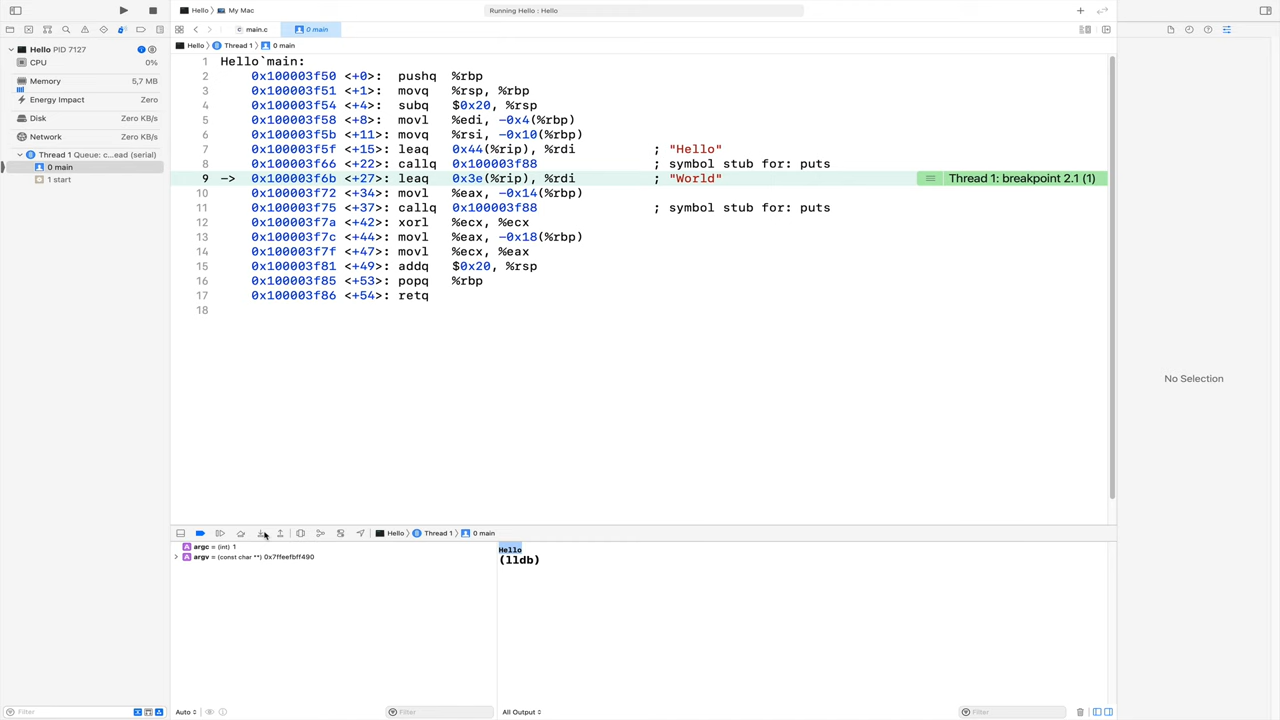 Hello 〉 My Mac
Running Hello : Hello
main.c
0 main
Hello 〉 Thread 1 〉 0 main
Hello PID 7127
CPU 0%
Memory 5,7 MB
Energy Impact Zero
Disk Zero KB/s
Network Zero KB/s
Thread 1 Queue: c...ead (serial)
0 main
1 start
1 Hello`main:
2 0x100003f50 <+0>: pushq %rbp
3 0x100003f51 <+1>: movq %rsp, %rbp
4 0x100003f54 <+4>: subq $0x20, %rsp
5 0x100003f58 <+8>: movl %edi, -0x4(%rbp)
6 0x100003f5b <+11>: movq %rsi, -0x10(%rbp)
7 0x100003f5f <+15>: leaq 0x44(%rip), %rdi ; "Hello"
8 0x100003f66 <+22>: callq 0x100003f88 ; symbol stub for: puts
9 -> 0x100003f6b <+27>: leaq 0x3e(%rip), %rdi ; "World" Thread 1: breakpoint 2.1 (1)
10 0x100003f72 <+34>: movl %eax, -0x14(%rbp)
11 0x100003f75 <+37>: callq 0x100003f88 ; symbol stub for: puts
12 0x100003f7a <+42>: xorl %ecx, %ecx
13 0x100003f7c <+44>: movl %eax, -0x18(%rbp)
14 0x100003f7f <+47>: movl %ecx, %eax
15 0x100003f81 <+49>: addq $0x20, %rsp
16 0x100003f85 <+53>: popq %rbp
17 0x100003f86 <+54>: retq
18
No Selection
Hello 〉 Thread 1 〉 0 main
A argc = (int) 1
A argv = (const char **) 0x7ffeefbff490
Hello
(lldb)
Filter
Auto
Filter
All Output
Filter